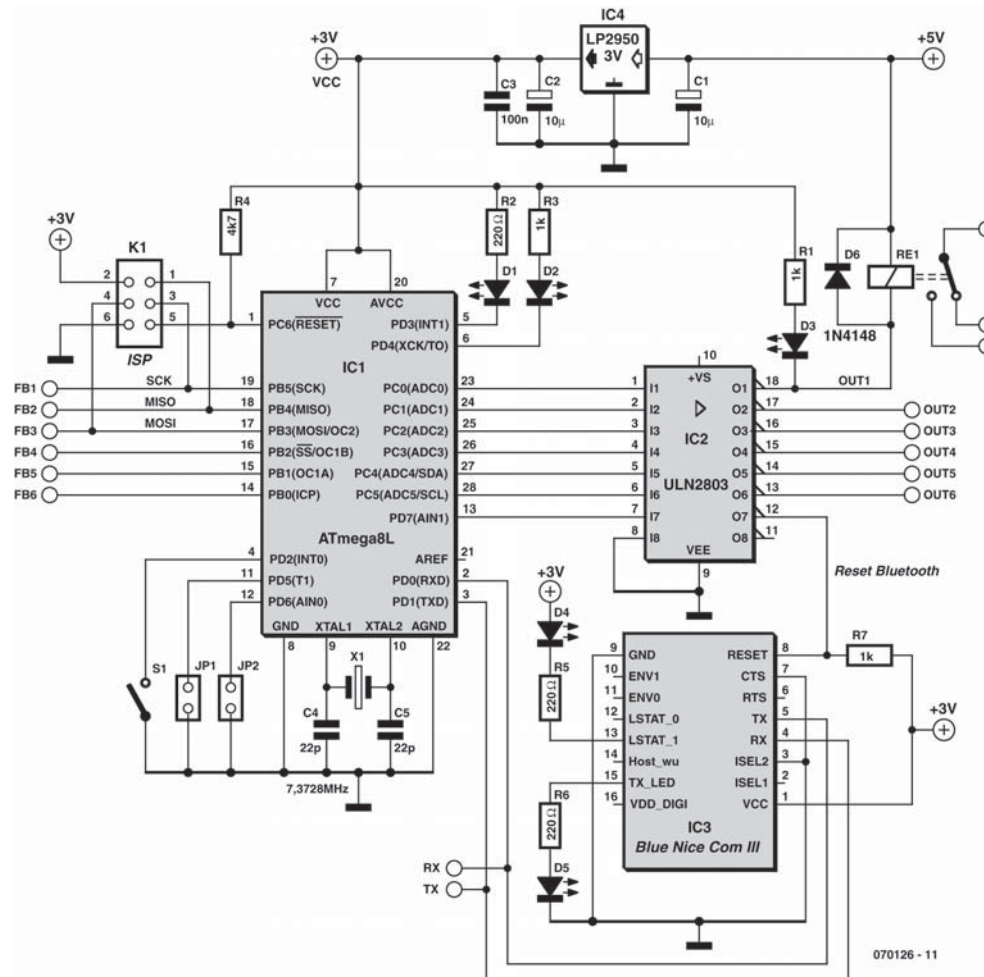 IC4
+3V
LP2950
+5V
3V
VCC
C3
C2
C1
100n
10µ
10µ
R4
R2
R3
4k7
220Ω
1k
+3V
R1
D6
RE1
K1
1k
7
20
D1
D2
2
1
VCC
AVCC
4
3
5
D3
1N4148
6
5
1
PC6(RESET)
PD3(INT1)
6
ISP
PD4(XCK/TO)
10
IC1
+VS
SCK
19
23
1
18
OUT1
FB1
PB5(SCK)
PC0(ADC0)
I1
O1
MISO
18
24
2
17
FB2
PB4(MISO)
PC1(ADC1)
I2
O2
OUT2
MOSI
17
25
3
16
FB3
PB3(MOSI/OC2)
PC2(ADC2)
I3
IC2
O3
OUT3
16
26
4
15
FB4
PB2(SS/OC1B)
PC3(ADC3)
I4
O4
OUT4
15
27
5
14
FB5
PB1(OC1A)
PC4(ADC4/SDA)
I5
O5
OUT5
14
28
6
ULN2803
13
FB6
PB0(ICP)
PC5(ADC5/SCL)
I6
O6
OUT6
13
7
12
PD7(AIN1)
I7
O7
ATmega8L
8
11
I8
O8
4
21
VEE
PD2(INT0)
AREF
9
Reset Bluetooth
11
2
+3V
PD5(T1)
PD0(RXD)
12
3
D4
PD6(AIN0)
PD1(TXD)
GND
XTAL1
XTAL2
AGND
8
9
10
22
9
8
R7
GND
RESET
1k
S1
JP1
JP2
X1
R5
10
7
ENV1
CTS
220Ω
11
6
ENV0
RTS
12
5
+3V
C4
C5
LSTAT_0
TX
13
4
LSTAT_1
RX
22p
22p
14
3
Host_wu
ISEL2
15
2
7,3728MHz
TX_LED
ISEL1
R6
16
1
VDD_DIGI
VCC
220Ω
IC3
Blue Nice Com III
RX
D5
TX
070126 - 11